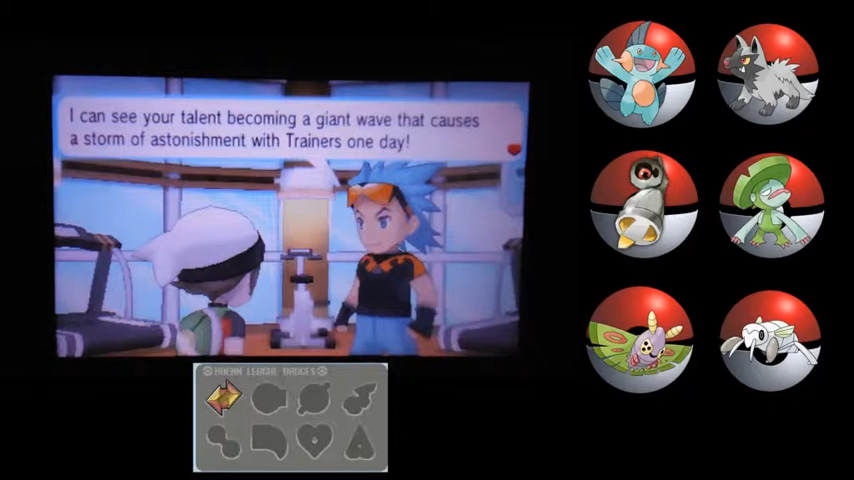 I can see your talent becoming a giant wave that causes
a storm of astonishment with Trainers one day!
HOENN LEAGUE BADGES